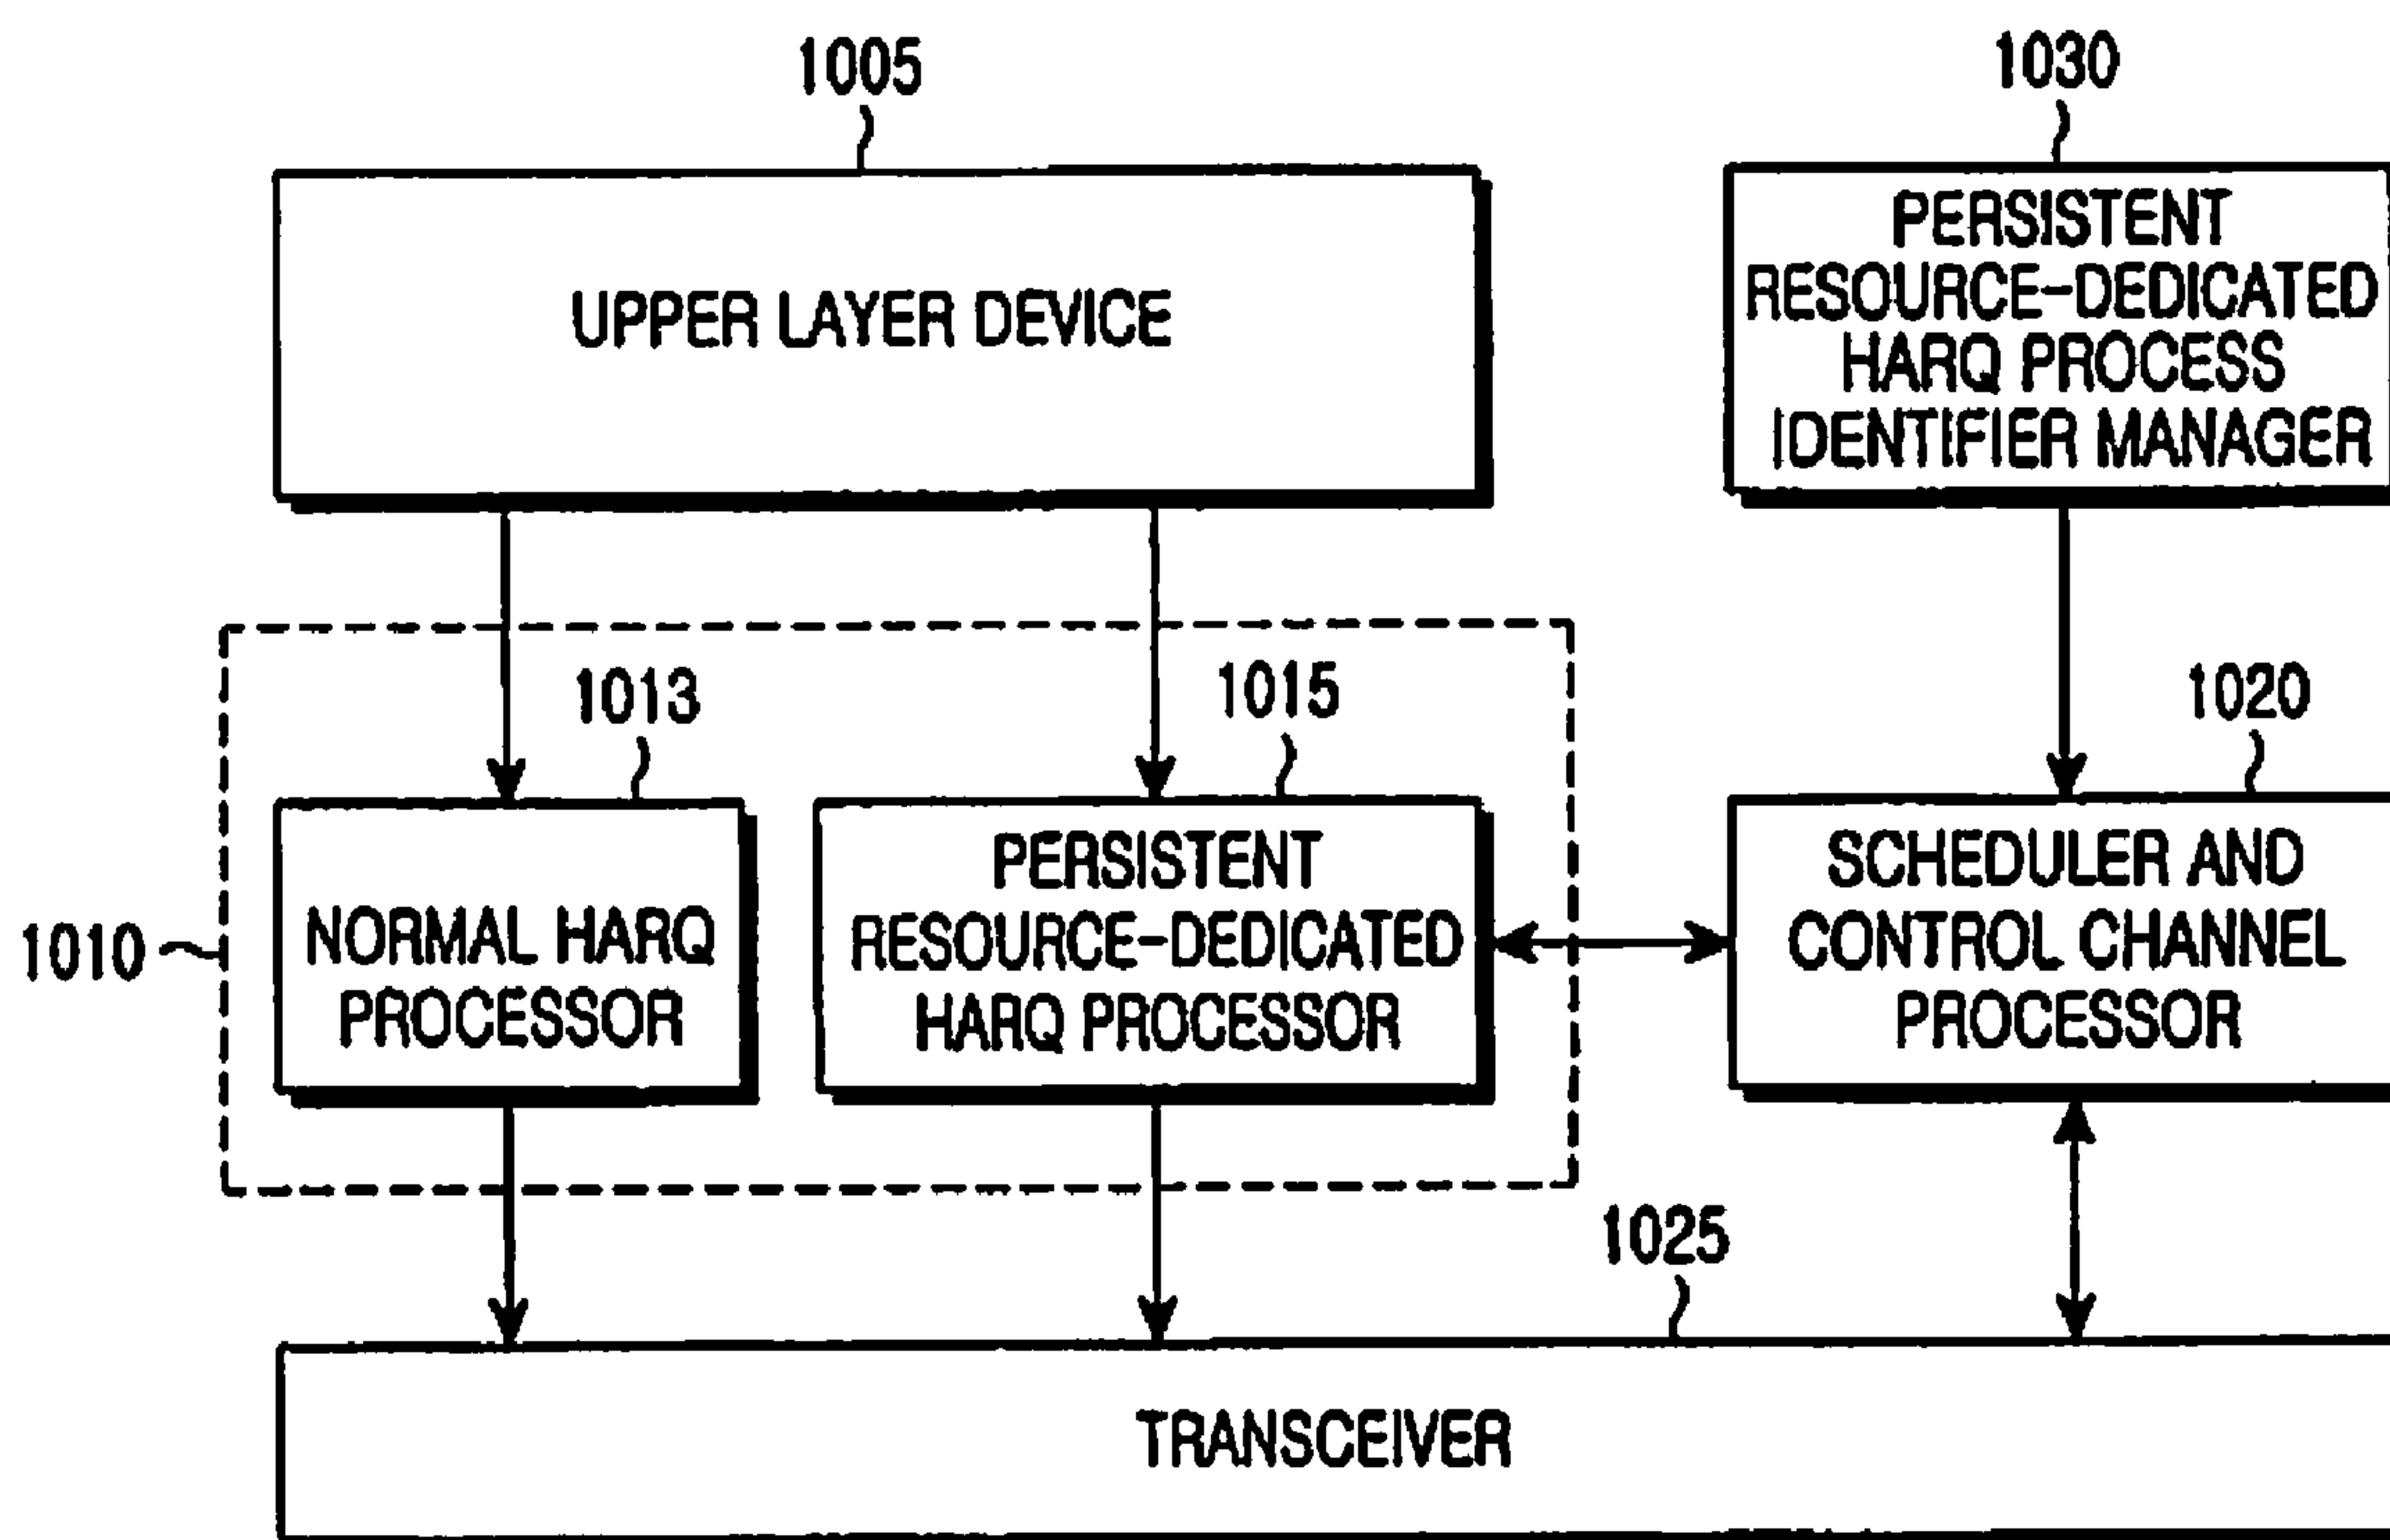 1005
1030
UPPER LAYER DEVICE
PERSISTENT
RESOURCE-DEDICATED
HARQ PROCESS
IDENTIFIER MANAGER
1010
1013
1015
1020
NORMAL HARQ
PROCESSOR
PERSISTENT
RESOURCE-DEDICATED
HARQ PROCESSOR
SCHEDULER AND
CONTROL CHANNEL
PROCESSOR
1025
TRANSCEIVER